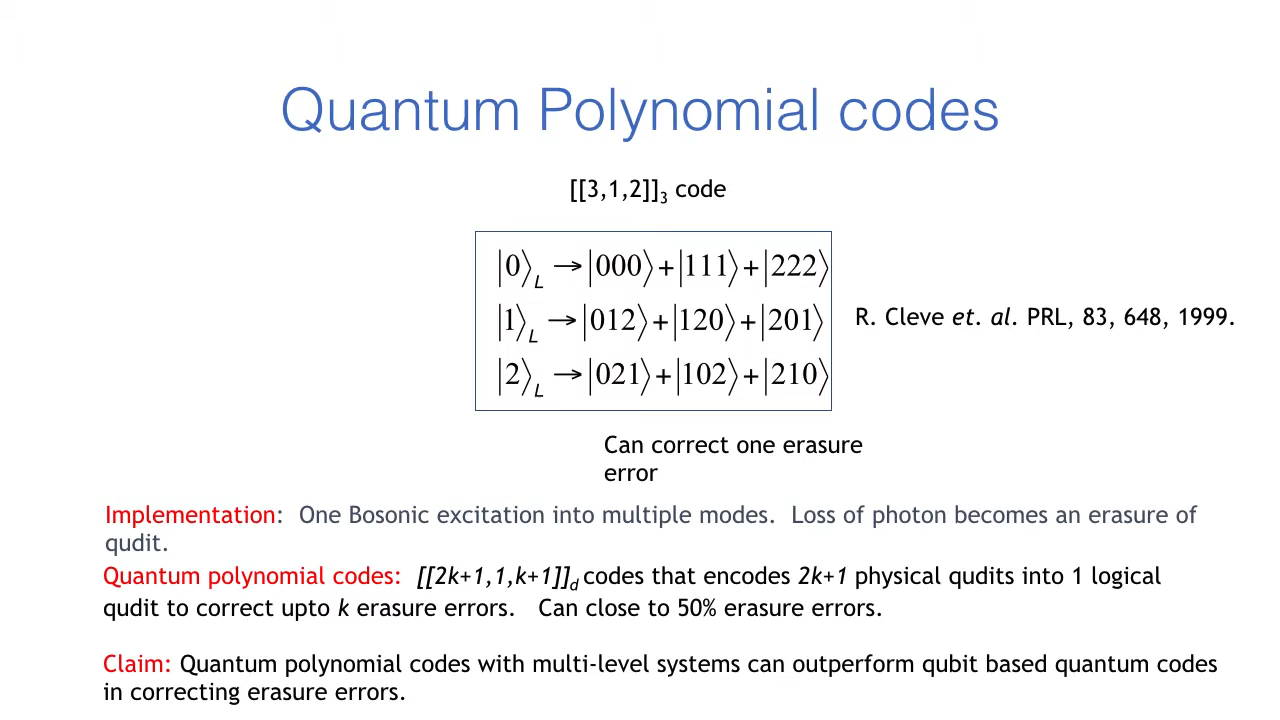 Quantum Polynomial codes
[[3,1,2]]₃ code
|0⟩L → |000⟩+|111⟩+|222⟩
|1⟩L → |012⟩+|120⟩+|201⟩
R. Cleve et. al. PRL, 83, 648, 1999.
|2⟩L → |021⟩+|102⟩+|210⟩
Can correct one erasure
error
Implementation: One Bosonic excitation into multiple modes. Loss of photon becomes an erasure of
qudit.
Quantum polynomial codes: [[2k+1,1,k+1]]d codes that encodes 2k+1 physical qudits into 1 logical
qudit to correct upto k erasure errors. Can close to 50% erasure errors.
Claim: Quantum polynomial codes with multi-level systems can outperform qubit based quantum codes
in correcting erasure errors.